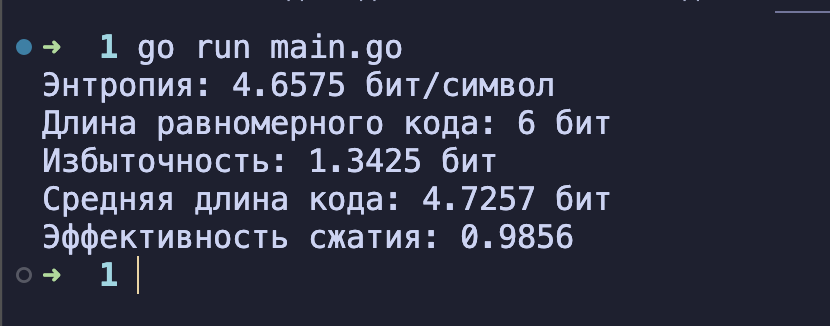 ➜ 1 go run main.go
Энтропия: 4.6575 бит/символ
Длина равномерного кода: 6 бит
Избыточность: 1.3425 бит
Средняя длина кода: 4.7257 бит
Эффективность сжатия: 0.9856
➜ 1